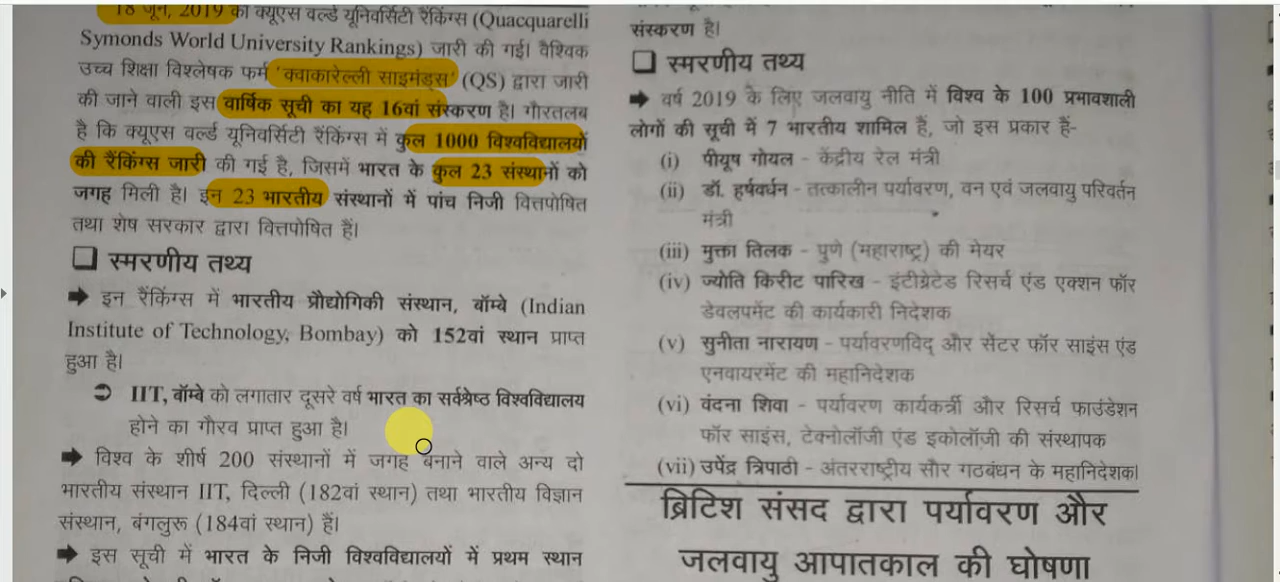 18 जून, 2019 को क्यूएस वर्ल्ड यूनिवर्सिटी रैंकिंग्स (Quacquarelli
Symonds World University Rankings) जारी की गई। वैश्विक
उच्च शिक्षा विश्लेषक फर्म 'क्वाकारेल्ली साइमंड्स' (QS) द्वारा जारी
की जाने वाली इस वार्षिक सूची का यह 16वां संस्करण है। गौरतलब
है कि क्यूएस वर्ल्ड यूनिवर्सिटी रैंकिंग्स में कुल 1000 विश्वविद्यालयों
की रैंकिंग्स जारी की गई है, जिसमें भारत के कुल 23 संस्थानों को
जगह मिली है। इन 23 भारतीय संस्थानों में पांच निजी वित्तपोषित
तथा शेष सरकार द्वारा वित्तपोषित हैं।
❑ स्मरणीय तथ्य
➡ इन रैंकिंग्स में भारतीय प्रौद्योगिकी संस्थान, बॉम्बे (Indian
Institute of Technology, Bombay) को 152वां स्थान प्राप्त
हुआ है।
➲ IIT, बॉम्बे को लगातार दूसरे वर्ष भारत का सर्वश्रेष्ठ विश्वविद्यालय
होने का गौरव प्राप्त हुआ है।
➡ विश्व के शीर्ष 200 संस्थानों में जगह बनाने वाले अन्य दो
भारतीय संस्थान IIT, दिल्ली (182वां स्थान) तथा भारतीय विज्ञान
संस्थान, बंगलुरू (184वां स्थान) हैं।
➡ इस सूची में भारत के निजी विश्वविद्यालयों में प्रथम स्थान
संस्करण है।
❑ स्मरणीय तथ्य
➡ वर्ष 2019 के लिए जलवायु नीति में विश्व के 100 प्रभावशाली
लोगों की सूची में 7 भारतीय शामिल हैं, जो इस प्रकार हैं-
(i) पीयूष गोयल - केंद्रीय रेल मंत्री
(ii) डॉ. हर्षवर्धन - तत्कालीन पर्यावरण, वन एवं जलवायु परिवर्तन
मंत्री
(iii) मुक्ता तिलक - पुणे (महाराष्ट्र) की मेयर
(iv) ज्योति किरीट पारिख - इंटीग्रेटेड रिसर्च एंड एक्शन फॉर
डेवलपमेंट की कार्यकारी निदेशक
(v) सुनीता नारायण - पर्यावरणविद् और सेंटर फॉर साइंस एंड
एनवायरमेंट की महानिदेशक
(vi) वंदना शिवा - पर्यावरण कार्यकर्त्री और रिसर्च फाउंडेशन
फॉर साइंस, टेक्नोलॉजी एंड इकोलॉजी की संस्थापक
(vii) उपेंद्र त्रिपाठी - अंतरराष्ट्रीय सौर गठबंधन के महानिदेशक।
ब्रिटिश संसद द्वारा पर्यावरण और
जलवायु आपातकाल की घोषणा